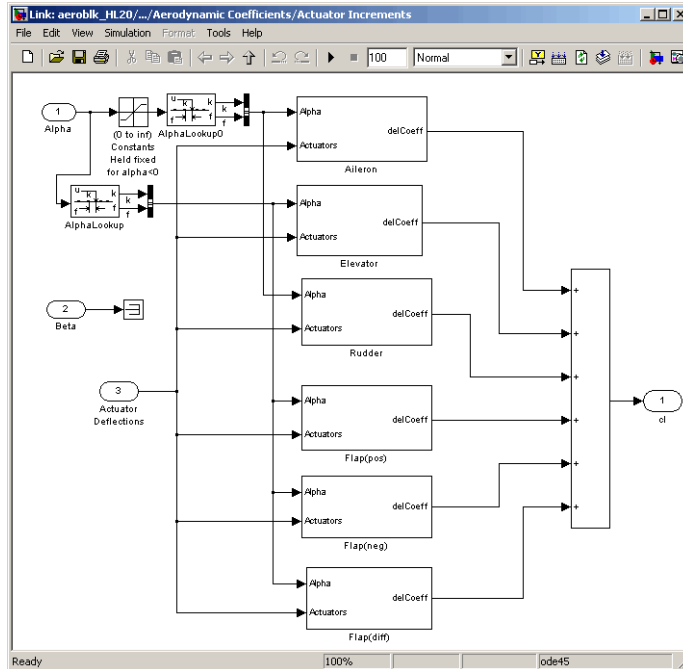 Link: aeroblk_HL20/.../Aerodynamic Coefficients/Actuator Increments
File Edit View Simulation Format Tools Help
100 Normal
1
Alpha
(0 to inf)
Constants
Held fixed
for alpha<0
u k k
f f
AlphaLookup0
k
f
Alpha
Actuators
delCoeff
Aileron
u k k
f f
AlphaLookup
k
f
Alpha
Actuators
delCoeff
Elevator
2
Beta
Alpha
Actuators
delCoeff
Rudder
3
Actuator
Deflections
Alpha
Actuators
delCoeff
Flap(pos)
Alpha
Actuators
delCoeff
Flap(neg)
Alpha
Actuators
delCoeff
Flap(diff)
+
+
+
+
+
+
1
cl
Ready 100% ode45